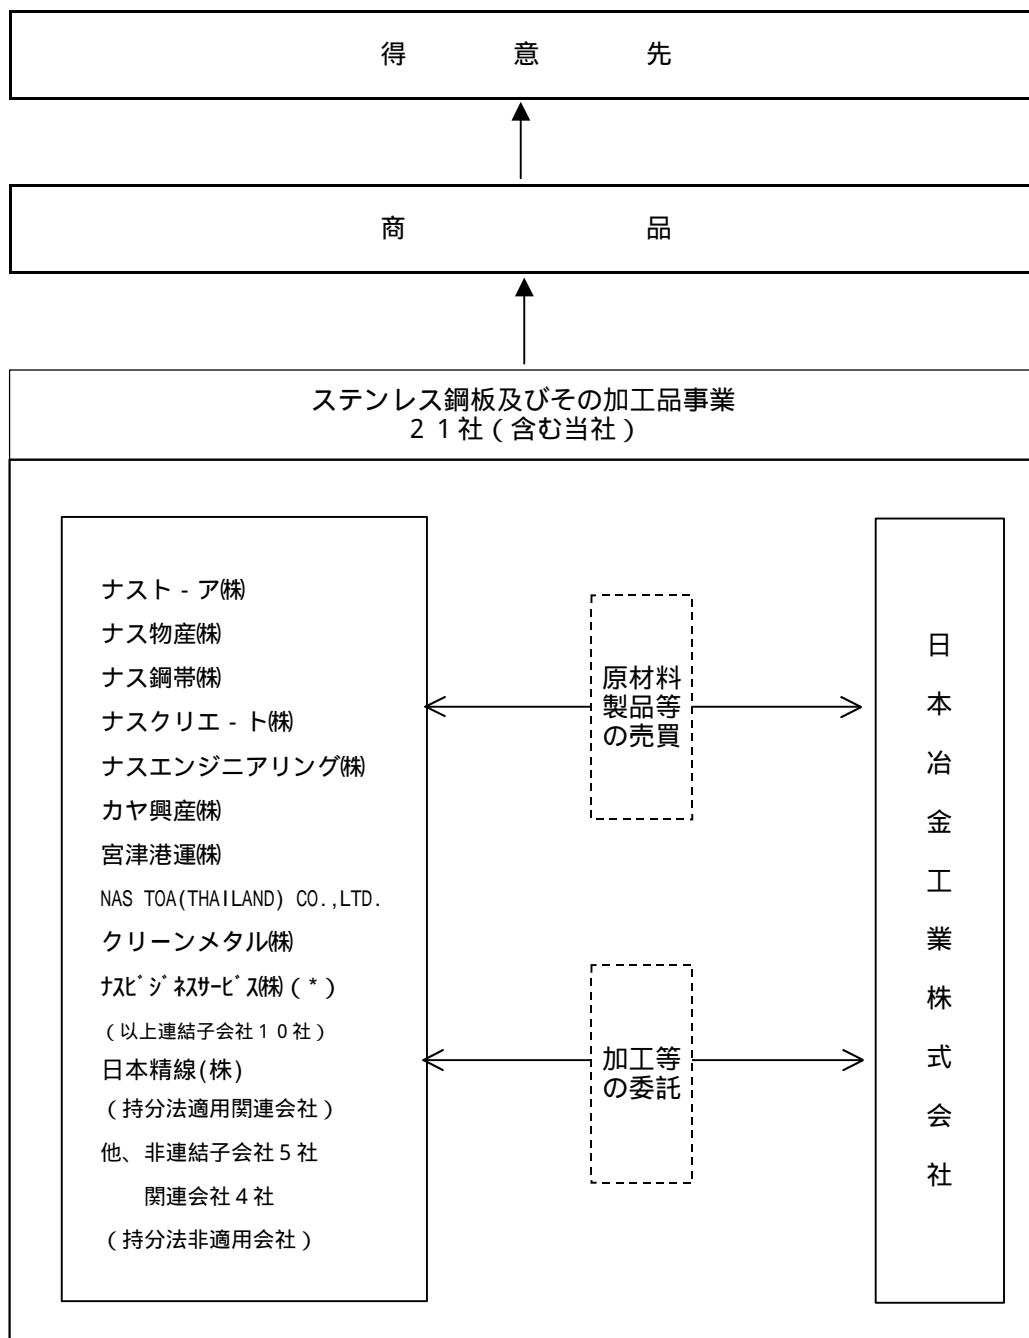 得意先
商品
ステンレス鋼板及びその加工品事業
２１社（含む当社）
ナスト‐ア㈱
ナス物産㈱
ナス鋼帯㈱
ナスクリエ‐ト㈱
ナスエンジニアリング㈱
カヤ興産㈱
宮津港運㈱
NAS TOA(THAILAND) CO.,LTD.
クリーンメタル㈱
ﾅｽﾋﾞｼﾞﾈｽｻｰﾋﾞｽ㈱（*）
（以上連結子会社１０社）
日本精線(株)
（持分法適用関連会社）
他、非連結子会社５社
関連会社４社
（持分法非適用会社）
原材料
製品等
の売買
加工等
の委託
日本冶金工業株式会社